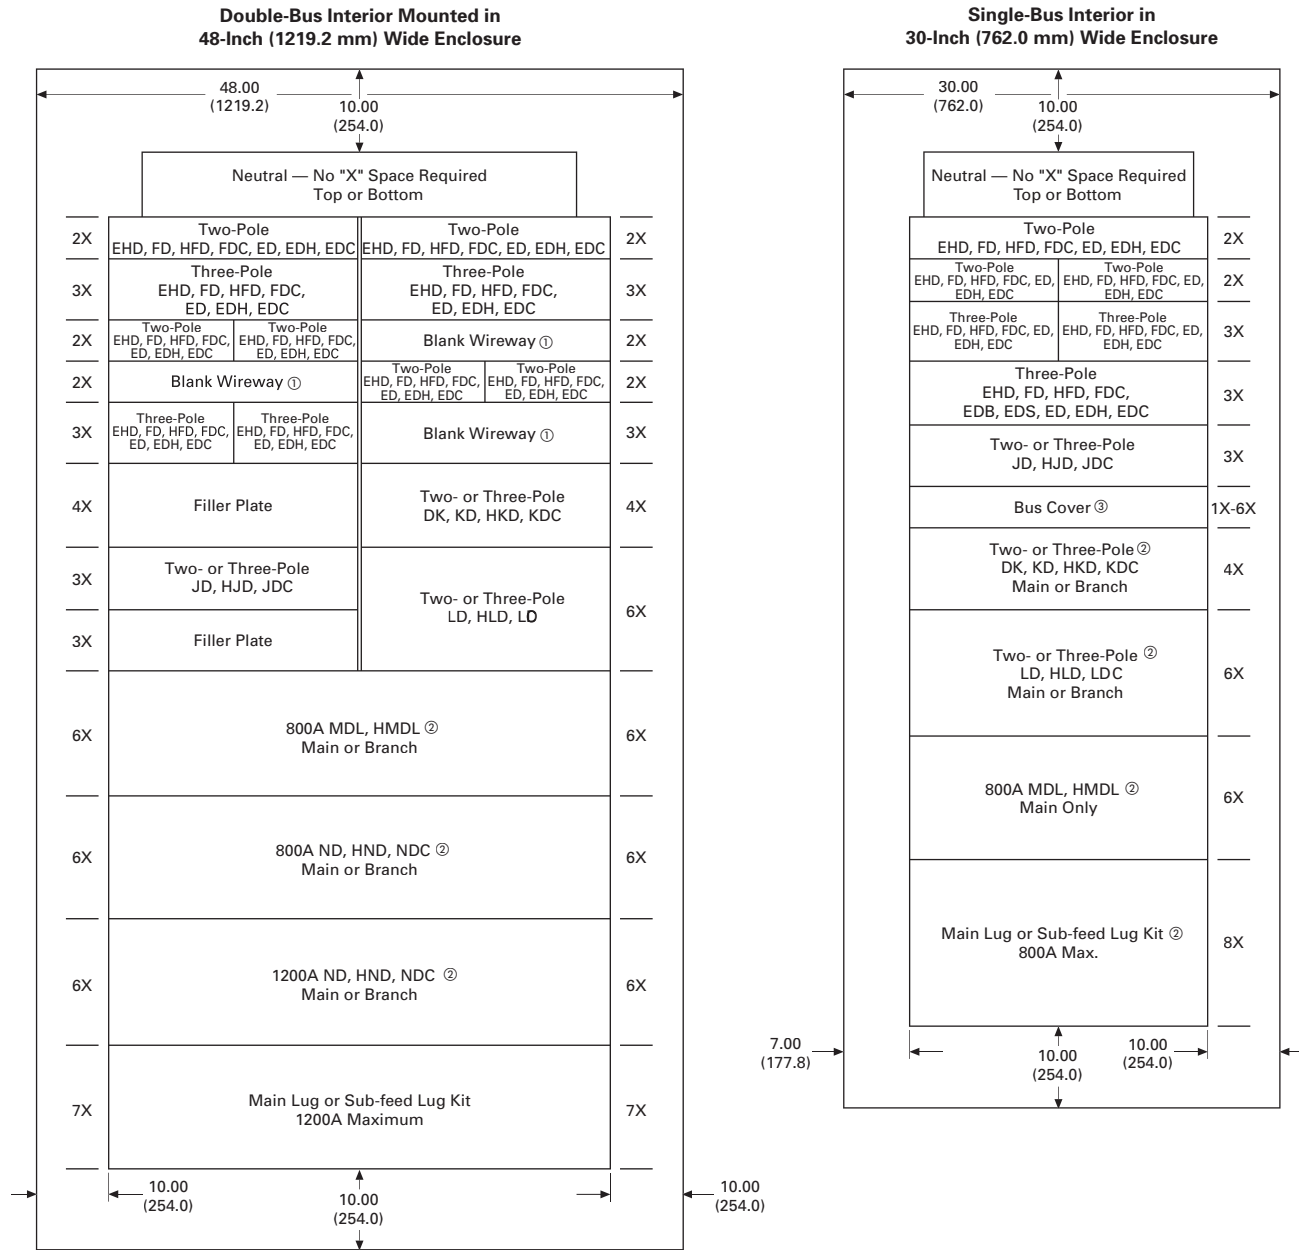 Double-Bus Interior Mounted in
48-Inch (1219.2 mm) Wide Enclosure
48.00
(1219.2)
10.00
(254.0)
Neutral — No "X" Space Required
Top or Bottom
2X
Two-Pole
EHD, FD, HFD, FDC, ED, EDH, EDC
Two-Pole
EHD, FD, HFD, FDC, ED, EDH, EDC
2X
3X
Three-Pole
EHD, FD, HFD, FDC,
ED, EDH, EDC
Three-Pole
EHD, FD, HFD, FDC,
ED, EDH, EDC
3X
2X
Two-Pole
EHD, FD, HFD, FDC,
ED, EDH, EDC
Two-Pole
EHD, FD, HFD, FDC,
ED, EDH, EDC
Blank Wireway ①
2X
2X
Blank Wireway ①
Two-Pole
EHD, FD, HFD, FDC,
ED, EDH, EDC
Two-Pole
EHD, FD, HFD, FDC,
ED, EDH, EDC
2X
3X
Three-Pole
EHD, FD, HFD, FDC,
ED, EDH, EDC
Three-Pole
EHD, FD, HFD, FDC,
ED, EDH, EDC
Blank Wireway ①
3X
4X
Filler Plate
Two- or Three-Pole
DK, KD, HKD, KDC
4X
3X
Two- or Three-Pole
JD, HJD, JDC
Two- or Three-Pole
LD, HLD, LD
6X
3X
Filler Plate
6X
800A MDL, HMDL ②
Main or Branch
6X
6X
800A ND, HND, NDC ②
Main or Branch
6X
6X
1200A ND, HND, NDC ②
Main or Branch
6X
7X
Main Lug or Sub-feed Lug Kit
1200A Maximum
7X
10.00
(254.0)
10.00
(254.0)
10.00
(254.0)
Single-Bus Interior in
30-Inch (762.0 mm) Wide Enclosure
30.00
(762.0)
10.00
(254.0)
Neutral — No "X" Space Required
Top or Bottom
Two-Pole
EHD, FD, HFD, FDC, ED, EDH, EDC
2X
Two-Pole
EHD, FD, HFD, FDC, ED,
EDH, EDC
Two-Pole
EHD, FD, HFD, FDC, ED,
EDH, EDC
2X
Three-Pole
EHD, FD, HFD, FDC, ED,
EDH, EDC
Three-Pole
EHD, FD, HFD, FDC, ED,
EDH, EDC
3X
Three-Pole
EHD, FD, HFD, FDC,
EDB, EDS, ED, EDH, EDC
3X
Two- or Three-Pole
JD, HJD, JDC
3X
Bus Cover ③
1X-6X
Two- or Three-Pole ②
DK, KD, HKD, KDC
Main or Branch
4X
Two- or Three-Pole ②
LD, HLD, LDC
Main or Branch
6X
800A MDL, HMDL ②
Main Only
6X
Main Lug or Sub-feed Lug Kit ②
800A Max.
8X
7.00
(177.8)
10.00
(254.0)
10.00
(254.0)